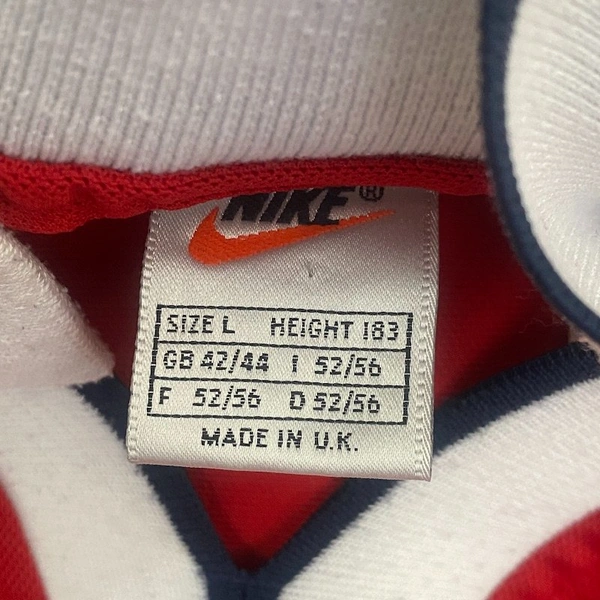 NIKE®
SIZE L HEIGHT 183
GB 42/44 I 52/56
F 52/56 D 52/56
MADE IN U.K.